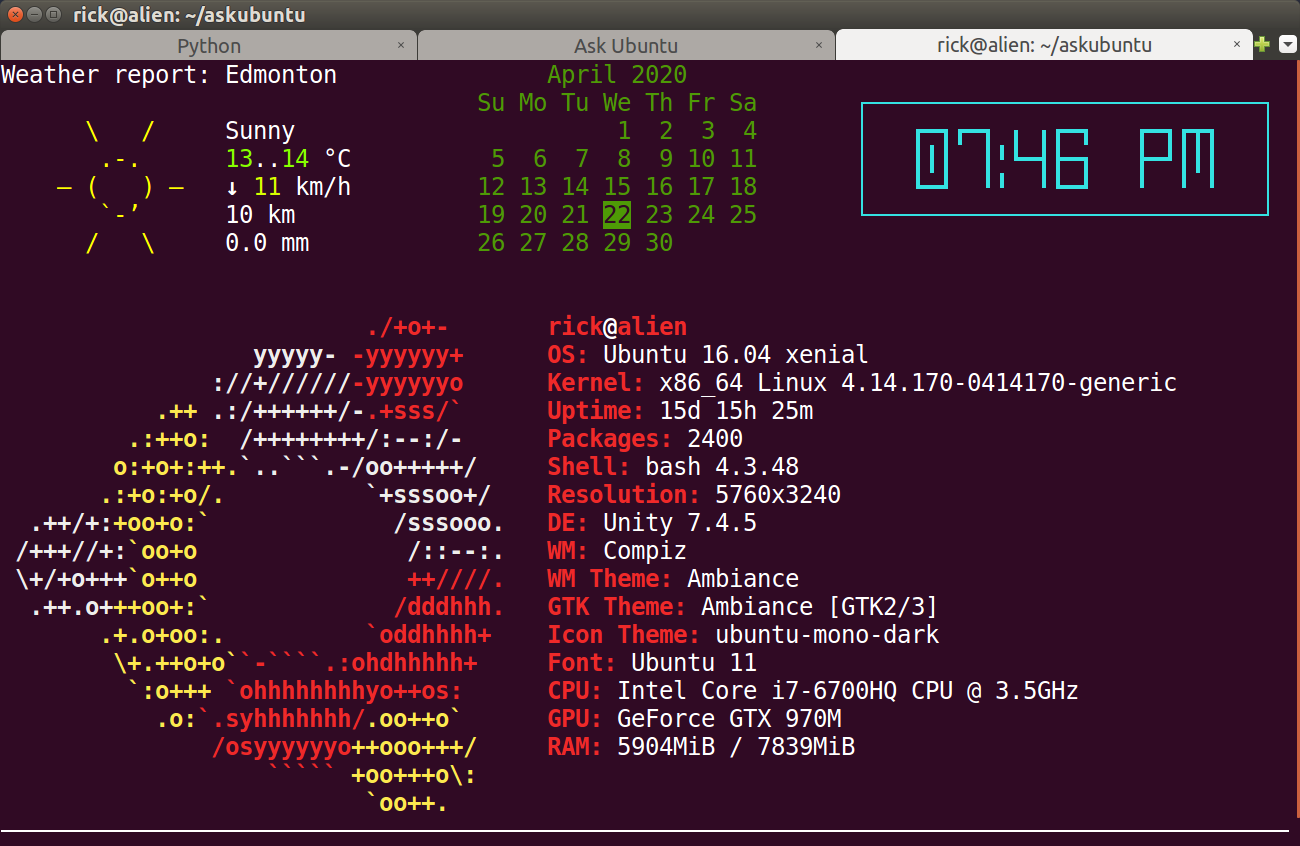 rick@alien: ~/askubuntu
Python × Ask Ubuntu × rick@alien: ~/askubuntu ×
Weather report: Edmonton
Sunny
13..14 °C
↓ 11 km/h
10 km
0.0 mm
April 2020
Su Mo Tu We Th Fr Sa
1 2 3 4
5 6 7 8 9 10 11
12 13 14 15 16 17 18
19 20 21 22 23 24 25
26 27 28 29 30
07:46 PM
./+o+-
yyyyy- -yyyyyy+
://+//////-yyyyyyo
.++ .:/++++++/-.+sss/`
.:++o: /++++++++/:--:/-
o:+o+:++.`..```.-/oo+++++/
.:+o:+o/. `+sssoo+/
.++/+:+oo+o:` /sssooo.
/+++//+:`oo+o /::--:.
\+/+o+++`o++o ++////.
.++.o+++oo+:` /dddhhh.
.+.o+oo:. `oddhhhh+
\+.++o+o``-````.:ohdhhhhh+
`:o+++ `ohhhhhhhhyo++os:
.o:`.syhhhhhhh/.oo++o`
/osyyyyyyo++ooo+++/
````` +oo+++o\:
`oo++.
rick@alien
OS: Ubuntu 16.04 xenial
Kernel: x86_64 Linux 4.14.170-0414170-generic
Uptime: 15d 15h 25m
Packages: 2400
Shell: bash 4.3.48
Resolution: 5760x3240
DE: Unity 7.4.5
WM: Compiz
WM Theme: Ambiance
GTK Theme: Ambiance [GTK2/3]
Icon Theme: ubuntu-mono-dark
Font: Ubuntu 11
CPU: Intel Core i7-6700HQ CPU @ 3.5GHz
GPU: GeForce GTX 970M
RAM: 5904MiB / 7839MiB